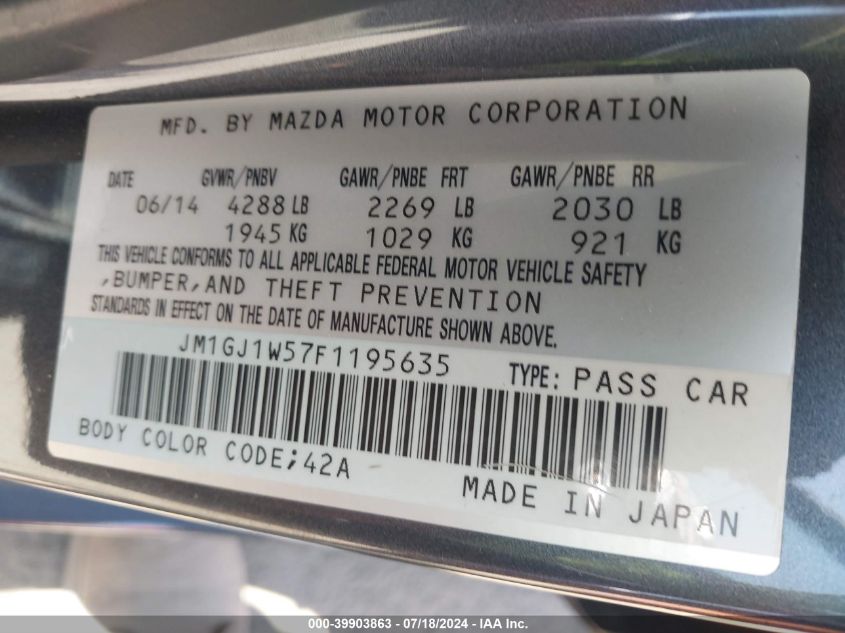 MFD. BY MAZDA MOTOR CORPORATION
DATE GVWR/PNBV GAWR/PNBE FRT GAWR/PNBE RR
06/14 4288 LB 2269 LB 2030 LB
1945 KG 1029 KG 921 KG
THIS VEHICLE CONFORMS TO ALL APPLICABLE FEDERAL MOTOR VEHICLE SAFETY
,BUMPER,AND THEFT PREVENTION
STANDARDS IN EFFECT ON THE DATE OF MANUFACTURE SHOWN ABOVE.
JM1GJ1W57F1195635 TYPE: PASS CAR
BODY COLOR CODE;42A MADE IN JAPAN
000-39903863 - 07/18/2024 - IAA Inc.